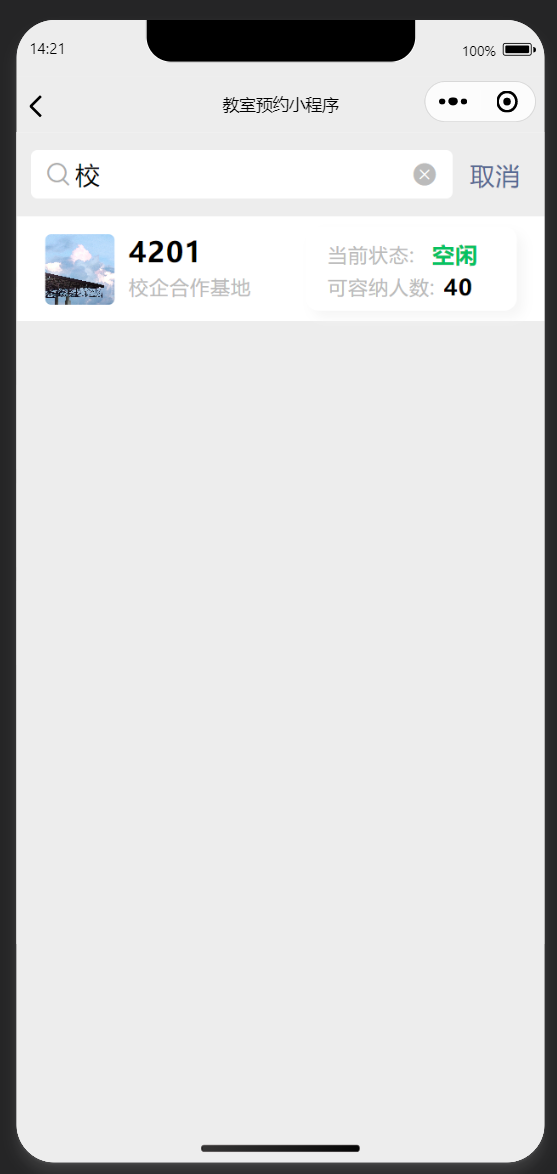 14:21
100%
教室预约小程序
校
取消
4201
校企合作基地
当前状态: 空闲
可容纳人数: 40